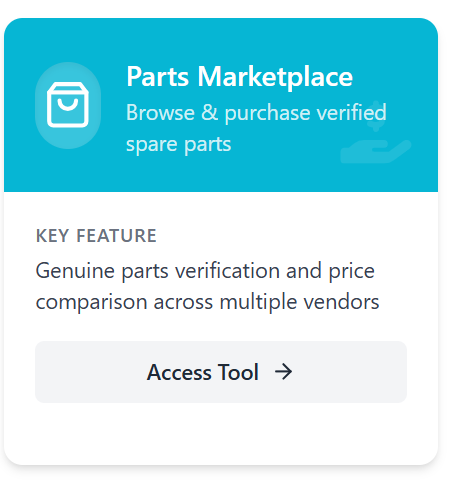 Parts Marketplace
Browse & purchase verified
spare parts
KEY FEATURE
Genuine parts verification and price
comparison across multiple vendors
Access Tool →